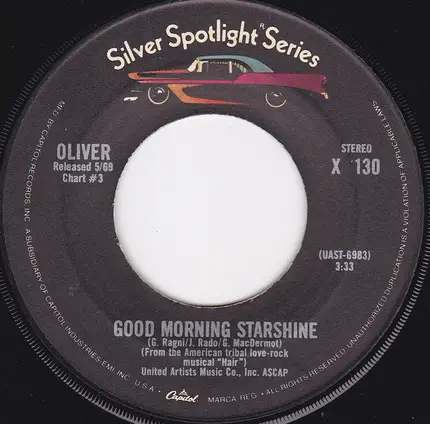 Silver Spotlight® Series
OLIVER
Released 5/69
Chart #3
STEREO
X 130
(UAST-6983)
3:33
GOOD MORNING STARSHINE
(G. Ragni/J. Rado/G. MacDermot)
(From the American tribal love-rock
musical "Hair")
United Artists Music Co., Inc. ASCAP
MFD BY CAPITOL RECORDS, INC. A SUBSIDIARY OF CAPITOL INDUSTRIES-EMI, INC. U.S.A.
Capitol
MARCA REG. • ALL RIGHTS RESERVED. UNAUTHORIZED DUPLICATION IS A VIOLATION OF APPLICABLE LAWS.